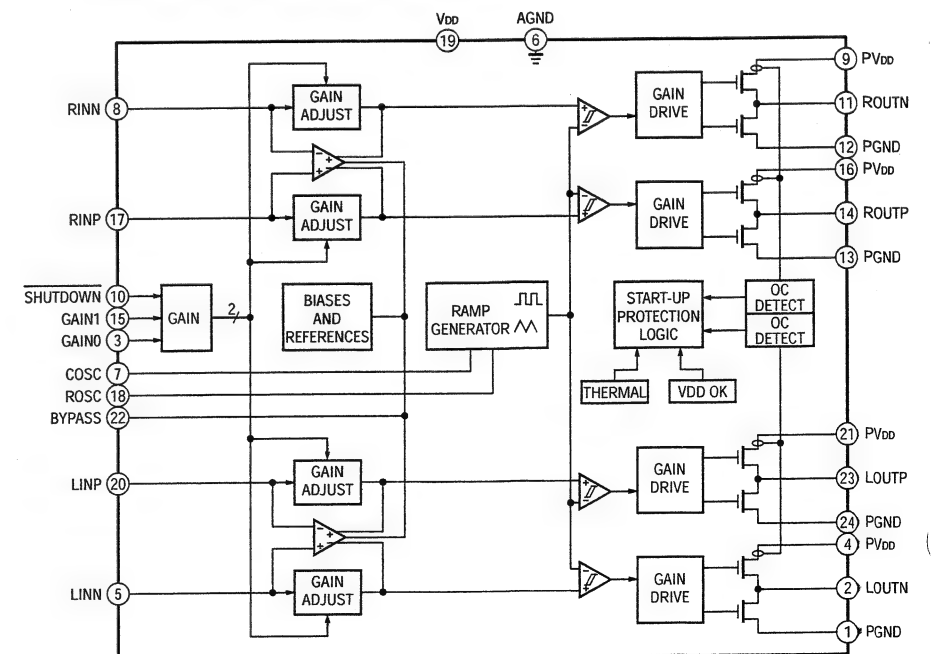 VDD
AGND
19
6
RINN 8
GAIN
ADJUST
GAIN
DRIVE
9 PVDD
11 ROUTN
12 PGND
RINP 17
GAIN
ADJUST
GAIN
DRIVE
16 PVDD
14 ROUTP
13 PGND
SHUTDOWN 10
GAIN1 15
GAIN0 3
GAIN
2
BIASES
AND
REFERENCES
RAMP
GENERATOR
START-UP
PROTECTION
LOGIC
OC
DETECT
OC
DETECT
THERMAL
VDD OK
COSC 7
ROSC 18
BYPASS 22
LINP 20
GAIN
ADJUST
GAIN
DRIVE
21 PVDD
23 LOUTP
24 PGND
LINN 5
GAIN
ADJUST
GAIN
DRIVE
4 PVDD
2 LOUTN
1 PGND